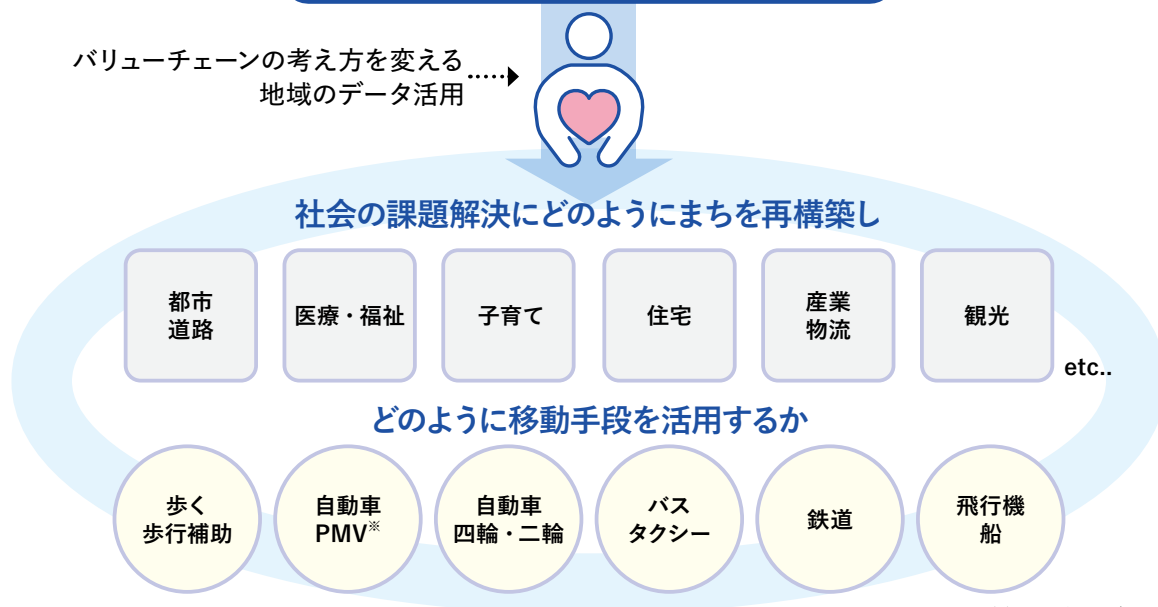 バリューチェーンの考え方を変える
地域のデータ活用
社会の課題解決にどのようにまちを再構築し
都市
道路
医療・福祉
子育て
住宅
産業
物流
観光
etc..
どのように移動手段を活用するか
歩く
歩行補助
自動車
PMV※
自動車
四輪・二輪
バス
タクシー
鉄道
飛行機
船